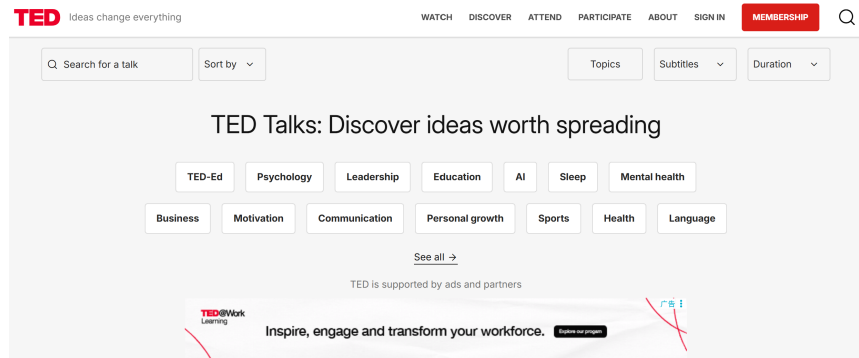 TED Ideas change everything WATCH DISCOVER ATTEND PARTICIPATE ABOUT SIGN IN MEMBERSHIP
Search for a talk Sort by Topics Subtitles Duration
TED Talks: Discover ideas worth spreading
TED-Ed Psychology Leadership Education AI Sleep Mental health
Business Motivation Communication Personal growth Sports Health Language
See all →
TED is supported by ads and partners
广告
TED@Work
Learning
Inspire, engage and transform your workforce. Explore our progam